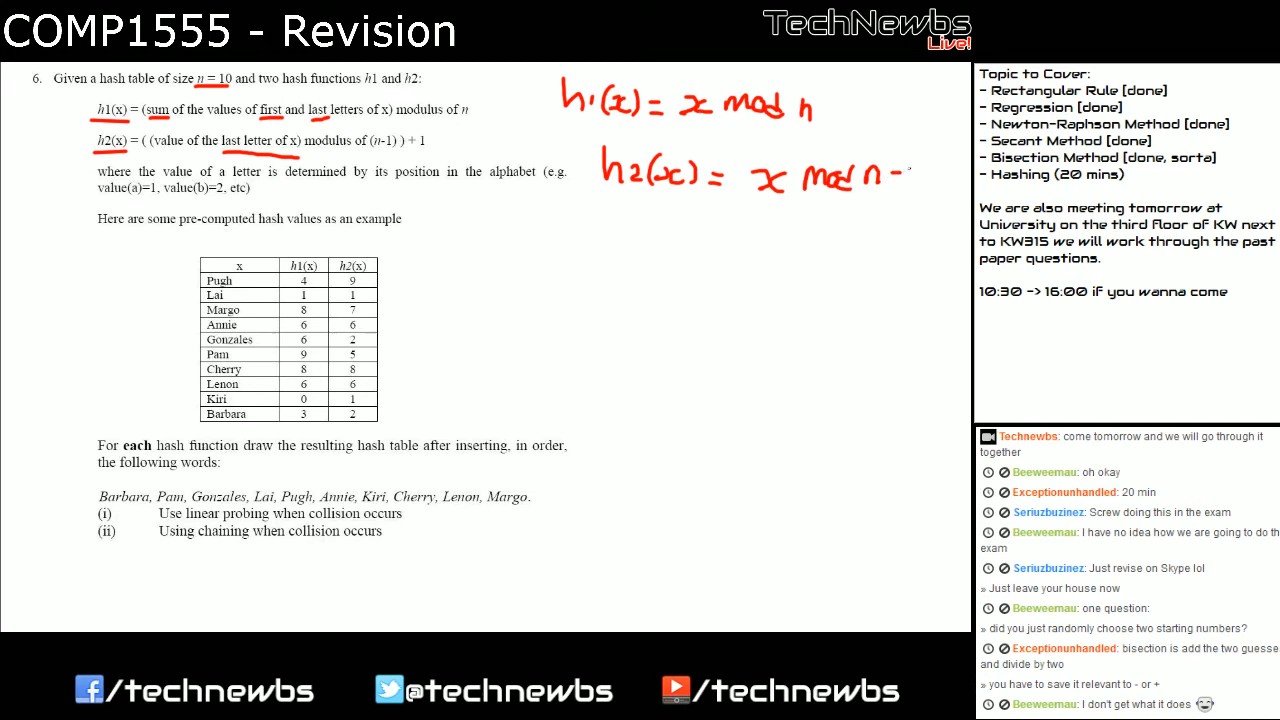 COMP1555 - Revision
TechNewbs
Live!
6. Given a hash table of size n = 10 and two hash functions h1 and h2:
h1(x) = (sum of the values of first and last letters of x) modulus of n
h2(x) = ( (value of the last letter of x) modulus of (n-1) ) + 1
where the value of a letter is determined by its position in the alphabet (e.g.
value(a)=1, value(b)=2, etc)
Here are some pre-computed hash values as an example
x h1(x) h2(x)
Pugh 4 9
Lai 1 1
Margo 8 7
Annie 6 6
Gonzales 6 2
Pam 9 5
Cherry 8 8
Lenon 6 6
Kiri 0 1
Barbara 3 2
For each hash function draw the resulting hash table after inserting, in order,
the following words:
Barbara, Pam, Gonzales, Lai, Pugh, Annie, Kiri, Cherry, Lenon, Margo.
(i) Use linear probing when collision occurs
(ii) Using chaining when collision occurs
h1(x) = x mod n
h2(x) = x mod n -
Topic to Cover:
- Rectangular Rule [done]
- Regression [done]
- Newton-Raphson Method [done]
- Secant Method [done]
- Bisection Method [done, sorta]
- Hashing (20 mins)
We are also meeting tomorrow at
University on the third floor of KW next
to KW315 we will work through the past
paper questions.
10:30 -> 16:00 if you wanna come
Technewbs: come tomorrow and we will go through it
together
Beeweemau: oh okay
Exceptionunhandled: 20 min
Seriuzbuzinez: Screw doing this in the exam
Beeweemau: I have no idea how we are going to do th
exam
Seriuzbuzinez: Just revise on Skype lol
» Just leave your house now
Beeweemau: one question:
» did you just randomly choose two starting numbers?
Exceptionunhandled: bisection is add the two guesse
and divide by two
» you have to save it relevant to - or +
Beeweemau: I don't get what it does
/technewbs
@technewbs
/technewbs